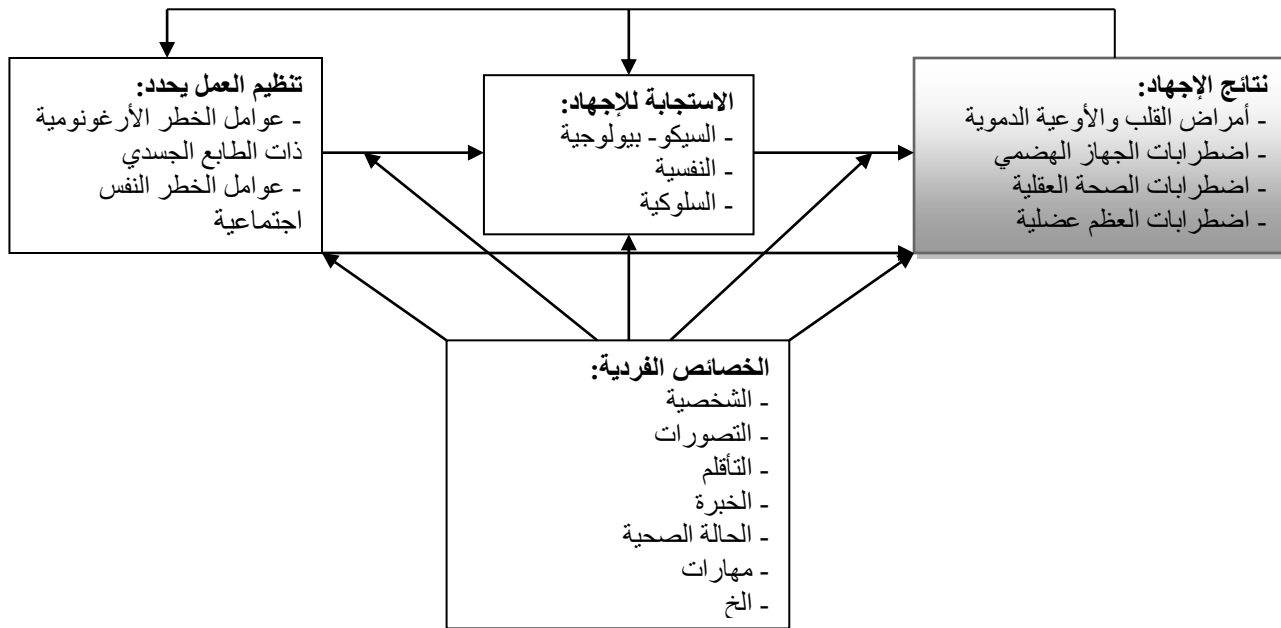 تنظيم العمل يحدد:
- عوامل الخطر الأرغونومية
ذات الطابع الجسدي
- عوامل الخطر النفس
اجتماعية
الاستجابة للإجهاد:
- السيكو- بيولوجية
- النفسية
- السلوكية
نتائج الإجهاد:
- أمراض القلب والأوعية الدموية
- اضطرابات الجهاز الهضمي
- اضطرابات الصحة العقلية
- اضطرابات العظم عضلية
الخصائص الفردية:
- الشخصية
- التصورات
- التأقلم
- الخبرة
- الحالة الصحية
- مهارات
- الخ